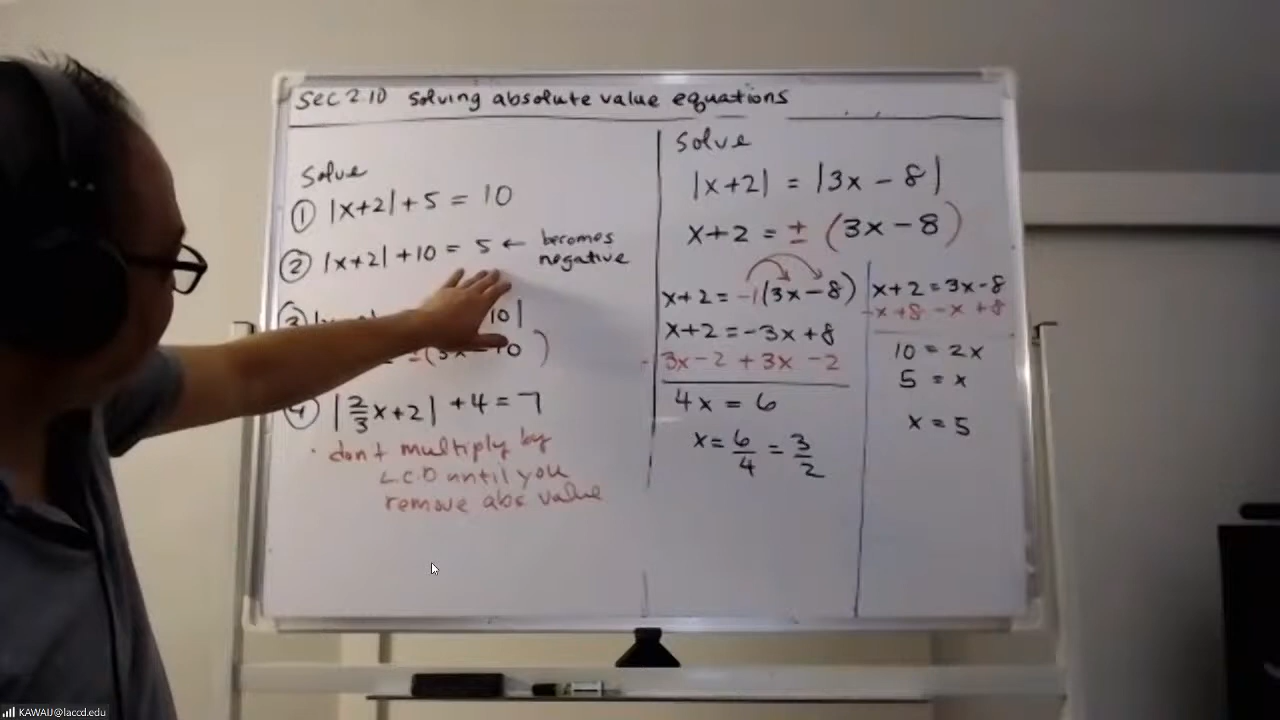 Sec 2.10 Solving absolute value equations
Solve
① |x+2| + 5 = 10
② |x+2| + 10 = 5 ← becomes negative
10|
±(3x - 10)
④ |2/3 x + 2| + 4 = 7
· don't multiply by
LCD until you
remove abs value
Solve
|x+2| = |3x - 8|
x+2 = ± (3x - 8)
x+2 = -1(3x - 8)
x+2 = -3x + 8
3x - 2 + 3x - 2
4x = 6
x = 6/4 = 3/2
x+2 = 3x - 8
-x +8 -x +8
10 = 2x
5 = x
x = 5
KAWAIJ@laccd.edu